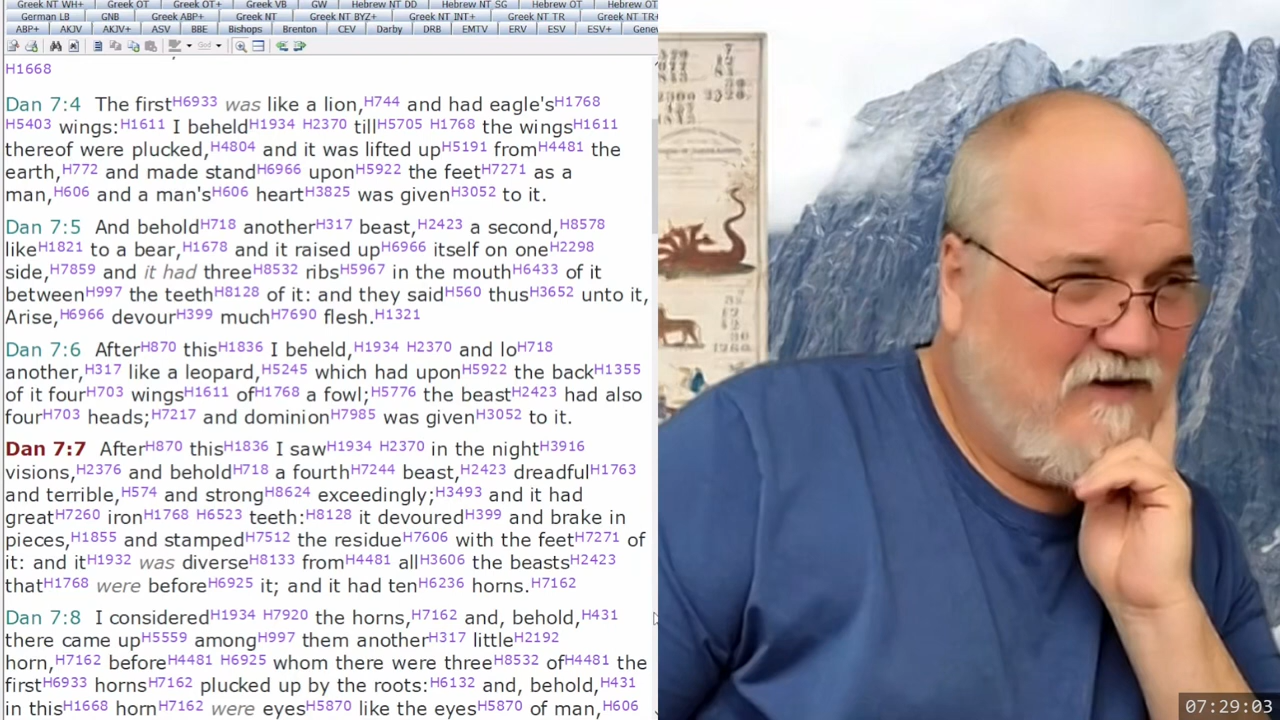 Greek NT WH+ Greek OT Greek OT+ Greek VB GW Hebrew NT DD Hebrew NT SG Hebrew OT Hebrew OT
German LB GNB Greek ABP+ Greek NT Greek NT BYZ+ Greek NT INT+ Greek NT TR Greek NT TR+
ABP+ AKJV AKJV+ ASV BBE Bishops Brenton CEV Darby DRB EMTV ERV ESV ESV+ Genev
H1668
Dan 7:4 The firstH6933 was like a lion,H744 and had eagle'sH1768
H5403 wings:H1611 I beheldH1934 H2370 tillH5705 H1768 the wingsH1611
thereof were plucked,H4804 and it was lifted upH5191 fromH4481 the
earth,H772 and made standH6966 uponH5922 the feetH7271 as a
man,H606 and a man'sH606 heartH3825 was givenH3052 to it.
Dan 7:5 And beholdH718 anotherH317 beast,H2423 a second,H8578
likeH1821 to a bear,H1678 and it raised upH6966 itself on oneH2298
side,H7859 and it had threeH8532 ribsH5967 in the mouthH6433 of it
betweenH997 the teethH8128 of it: and they saidH560 thusH3652 unto it,
Arise,H6966 devourH399 muchH7690 flesh.H1321
Dan 7:6 AfterH870 thisH1836 I beheld,H1934 H2370 and loH718
another,H317 like a leopard,H5245 which had uponH5922 the backH1355
of it fourH703 wingsH1611 ofH1768 a fowl;H5776 the beastH2423 had also
fourH703 heads;H7217 and dominionH7985 was givenH3052 to it.
Dan 7:7 AfterH870 thisH1836 I sawH1934 H2370 in the nightH3916
visions,H2376 and beholdH718 a fourthH7244 beast,H2423 dreadfulH1763
and terrible,H574 and strongH8624 exceedingly;H3493 and it had
greatH7260 ironH1768 H6523 teeth:H8128 it devouredH399 and brake in
pieces,H1855 and stampedH7512 the residueH7606 with the feetH7271 of
it: and itH1932 was diverseH8133 fromH4481 allH3606 the beastsH2423
thatH1768 were beforeH6925 it; and it had tenH6236 horns.H7162
Dan 7:8 I consideredH1934 H7920 the horns,H7162 and, behold,H431
there came upH5559 amongH997 them anotherH317 littleH2192
horn,H7162 beforeH4481 H6925 whom there were threeH8532 ofH4481 the
firstH6933 hornsH7162 plucked up by the roots:H6132 and, behold,H431
in thisH1668 hornH7162 were eyesH5870 like the eyesH5870 of man,H606
07:29:03